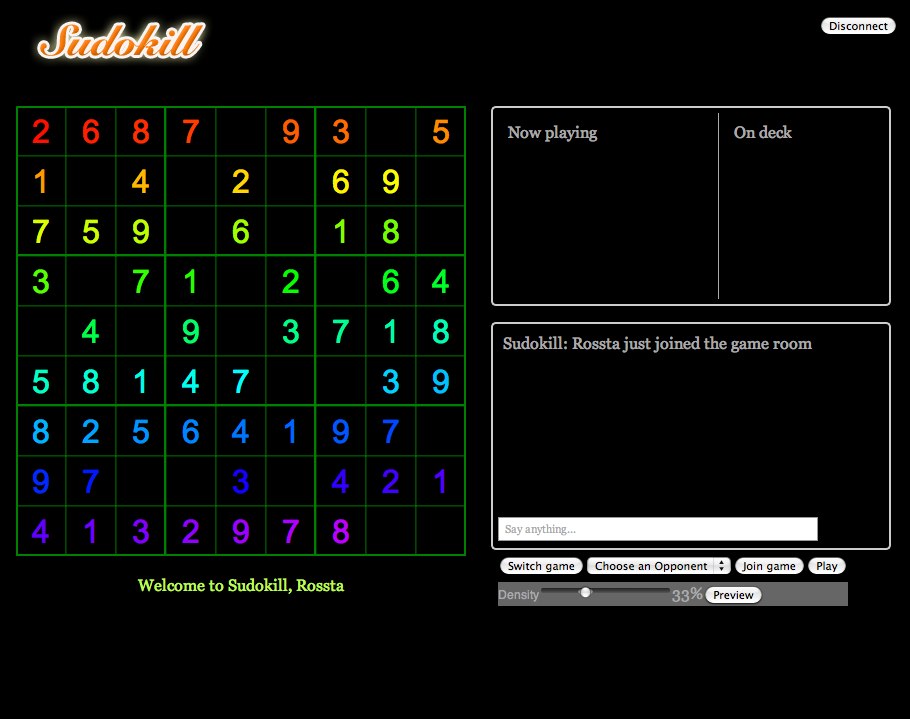 Sudokill
Disconnect
2 6 8 7 9 3 5
1 4 2 6 9
7 5 9 6 1 8
3 7 1 2 6 4
4 9 3 7 1 8
5 8 1 4 7 3 9
8 2 5 6 4 1 9 7
9 7 3 4 2 1
4 1 3 2 9 7 8
Welcome to Sudokill, Rossta
Now playing
On deck
Sudokill: Rossta just joined the game room
Say anything...
Switch game Choose an Opponent Join game Play
Density 33% Preview